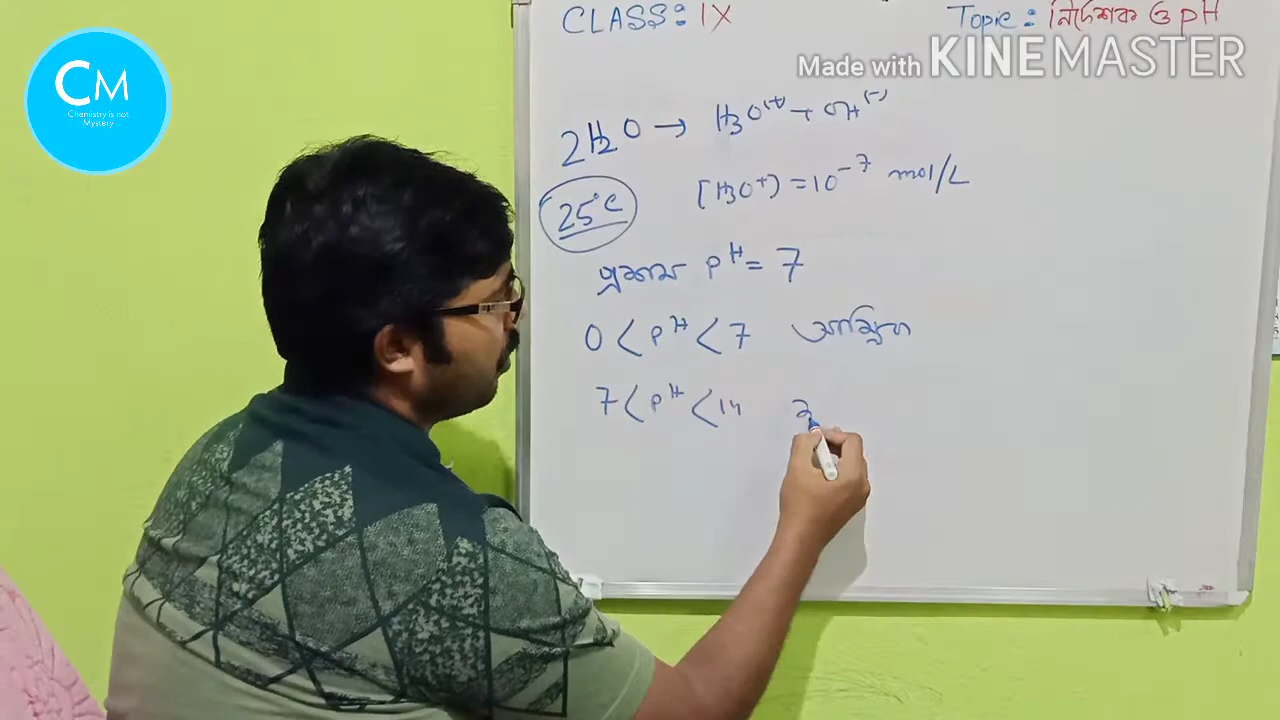 CM
Chemistry is not
Mystery
CLASS: IX
Topic: নির্দেশক ও pH
Made with KINEMASTER
2H2O → H3O(+) + OH(-)
25°C
[H3O+) = 10-7 mol/L
প্রশম pH = 7
0 < pH < 7 আম্লিক
7 < pH < 14